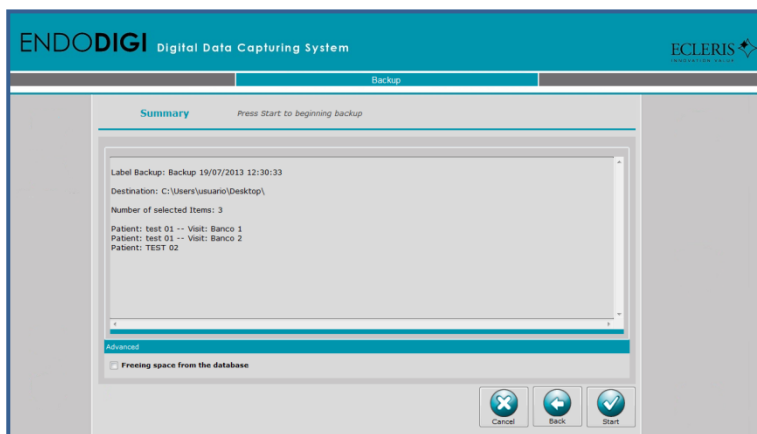 ENDODIGI Digital Data Capturing System
ECLERIS
INNOVATION VALUE
Backup
Summary Press Start to beginning backup
Label Backup: Backup 19/07/2013 12:30:33
Destination: C:\Users\usuario\Desktop\
Number of selected Items: 3
Patient: test 01 -- Visit: Banco 1
Patient: test 01 -- Visit: Banco 2
Patient: TEST 02
Advanced
Freeing space from the database
Cancel Back Start